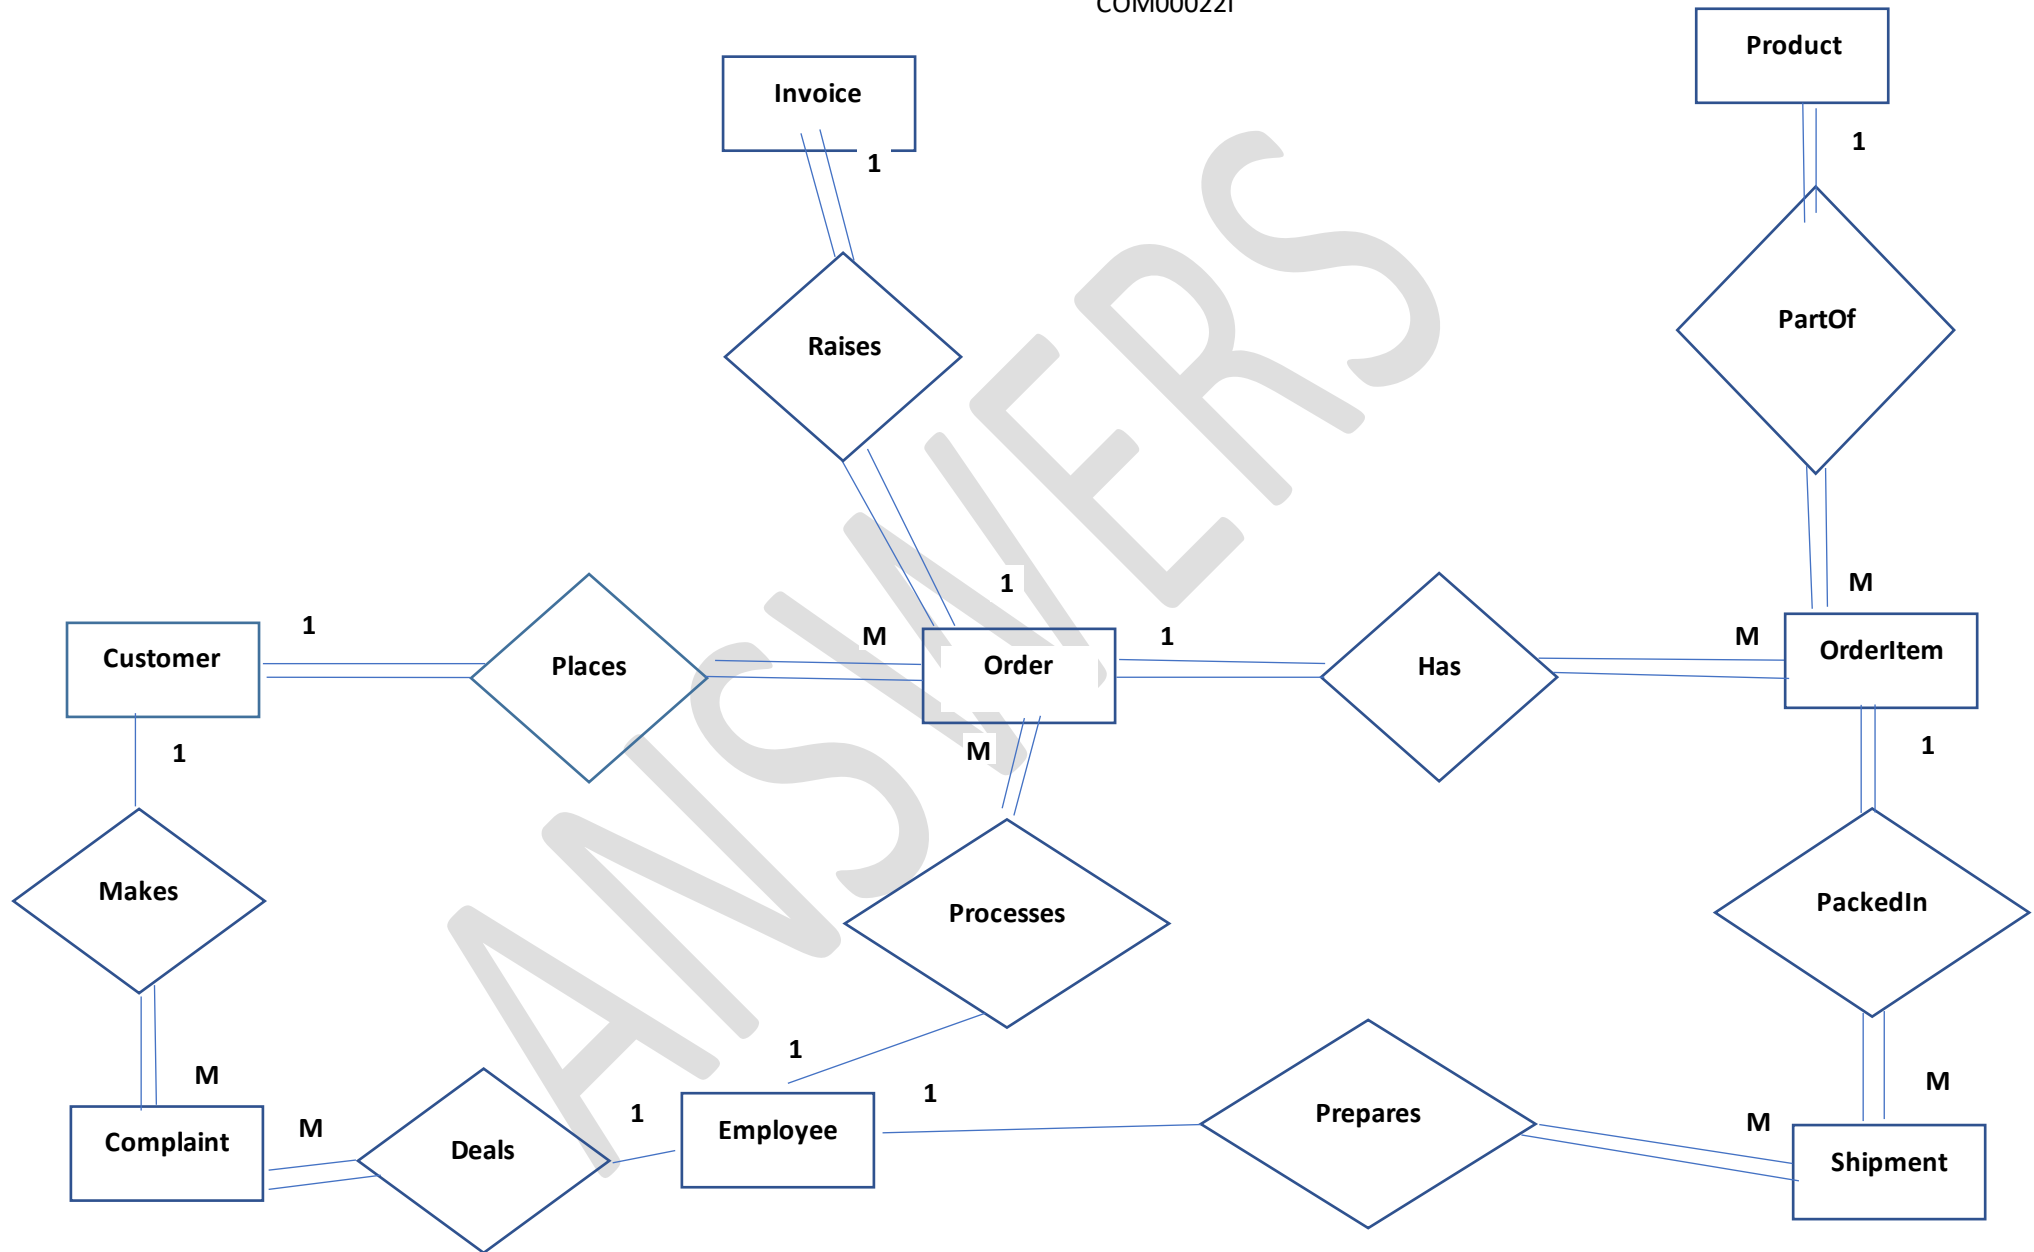 COM00022I
Product
Invoice
1
1
PartOf
Raises
1
M
Customer
1
Places
M
Order
1
Has
M
OrderItem
1
M
1
Makes
Processes
PackedIn
1
M
M
Complaint
M
Deals
1
Employee
1
Prepares
M
Shipment
ANSWERS